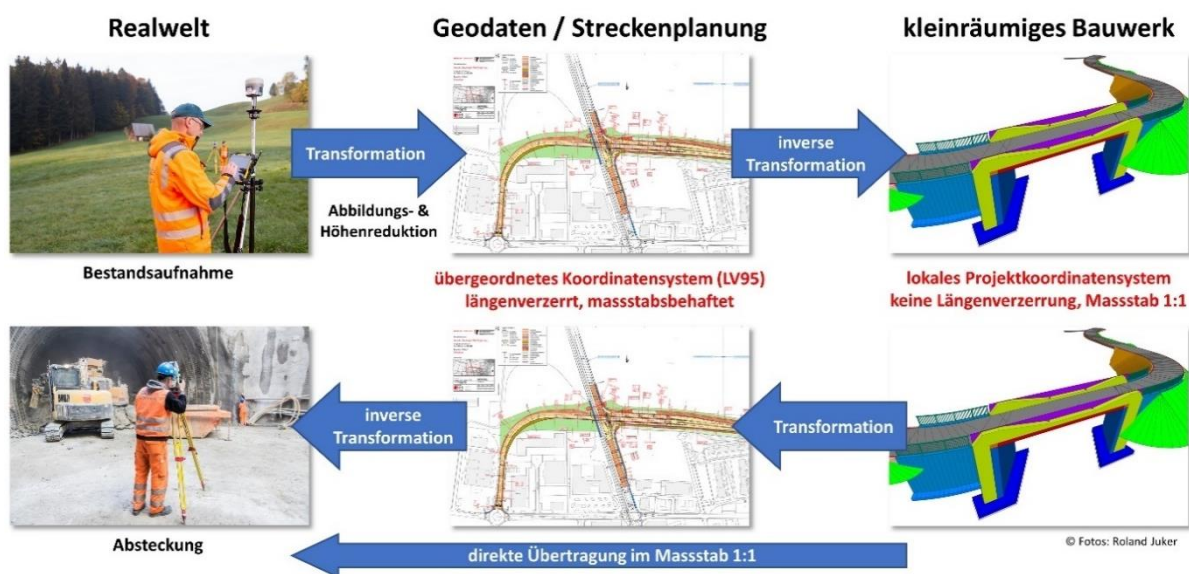 Realwelt
Geodaten / Streckenplanung
kleinräumiges Bauwerk
Transformation
inverse
Transformation
Abbildungs- &
Höhenreduktion
Bestandsaufnahme
übergeordnetes Koordinatensystem (LV95)
längenverzerrt, massstabsbehaftet
lokales Projektkoordinatensystem
keine Längenverzerrung, Massstab 1:1
inverse
Transformation
Transformation
Absteckung
© Fotos: Roland Juker
direkte Übertragung im Massstab 1:1